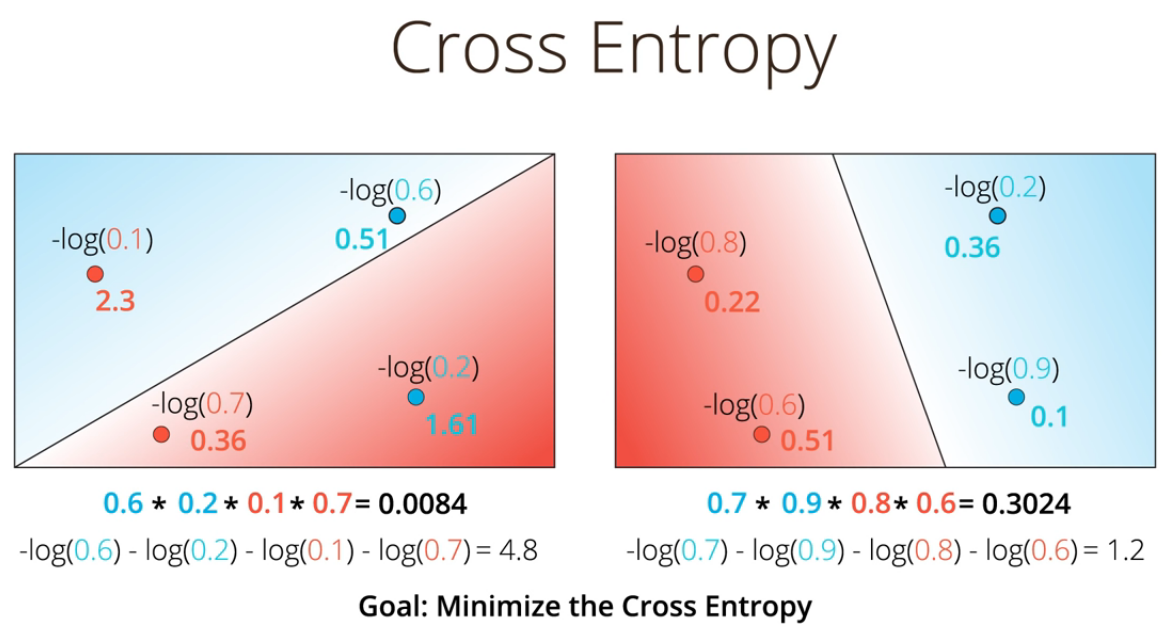 Cross Entropy
-log(0.6)
0.51
-log(0.1)
2.3
-log(0.2)
1.61
-log(0.7)
0.36
0.6 * 0.2 * 0.1* 0.7= 0.0084
-log(0.6) - log(0.2) - log(0.1) - log(0.7) = 4.8
-log(0.2)
0.36
-log(0.8)
0.22
-log(0.9)
0.1
-log(0.6)
0.51
0.7 * 0.9 * 0.8* 0.6= 0.3024
-log(0.7) - log(0.9) - log(0.8) - log(0.6) = 1.2
Goal: Minimize the Cross Entropy